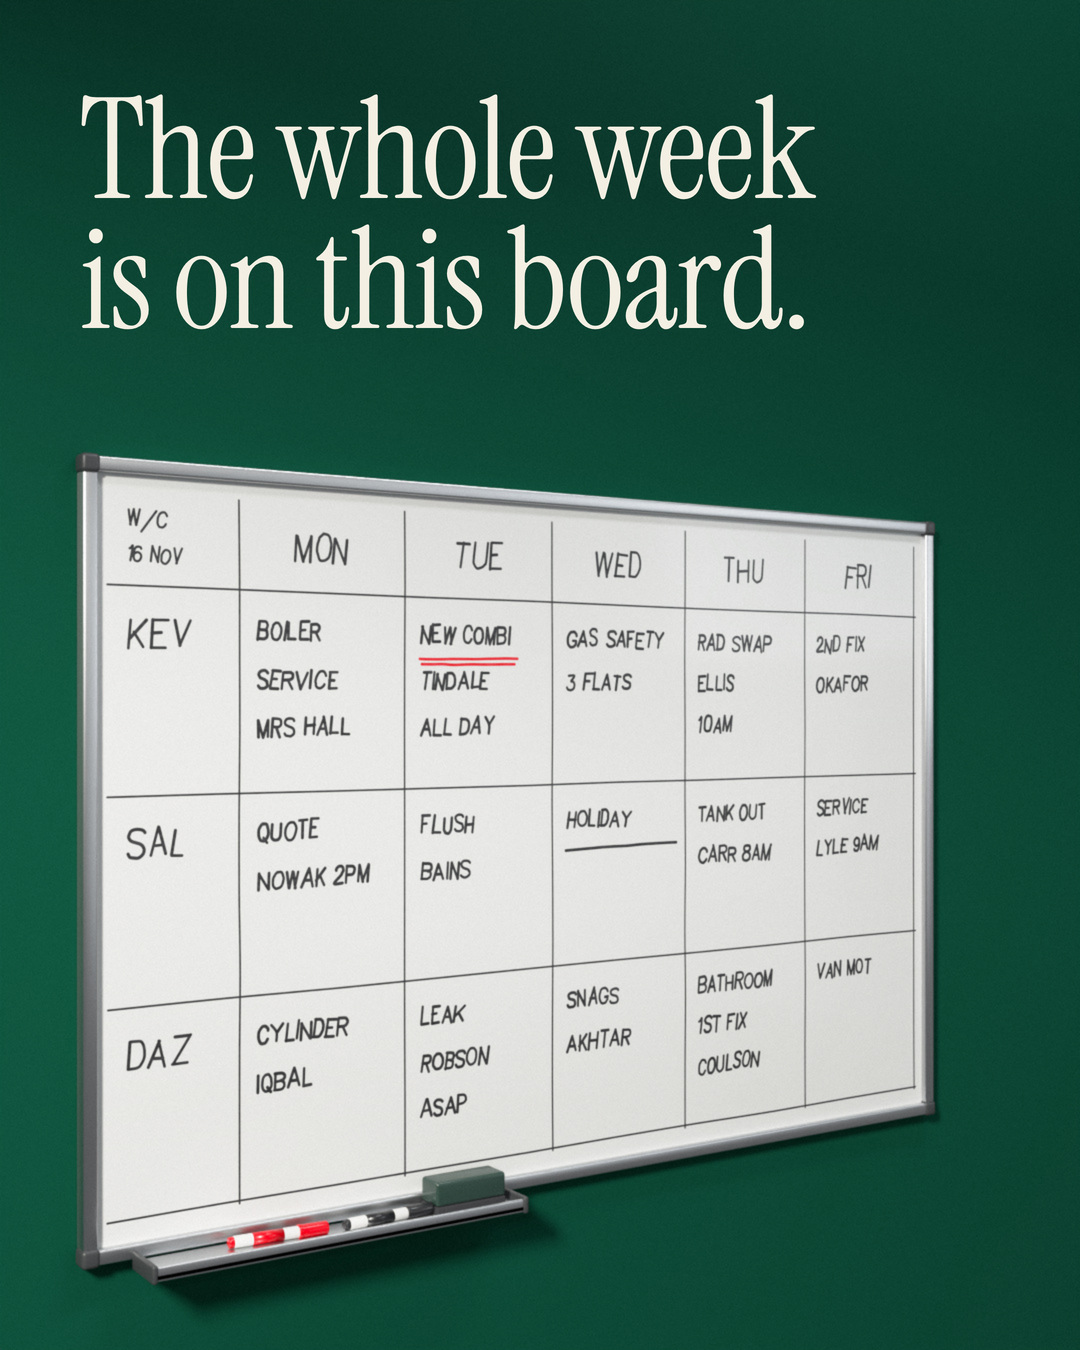 The whole week
is on this board.
W/C
16 NOV
MON
TUE
WED
THU
FRI
KEV
BOILER
SERVICE
MRS HALL
NEW COMBI
TINDALE
ALL DAY
GAS SAFETY
3 FLATS
RAD SWAP
ELLIS
10AM
2ND FIX
OKAFOR
SAL
QUOTE
NOWAK 2PM
FLUSH
BAINS
HOLIDAY
TANK OUT
CARR 8AM
SERVICE
LYLE 9AM
DAZ
CYLINDER
IQBAL
LEAK
ROBSON
ASAP
SNAGS
AKHTAR
BATHROOM
1ST FIX
COULSON
VAN MOT